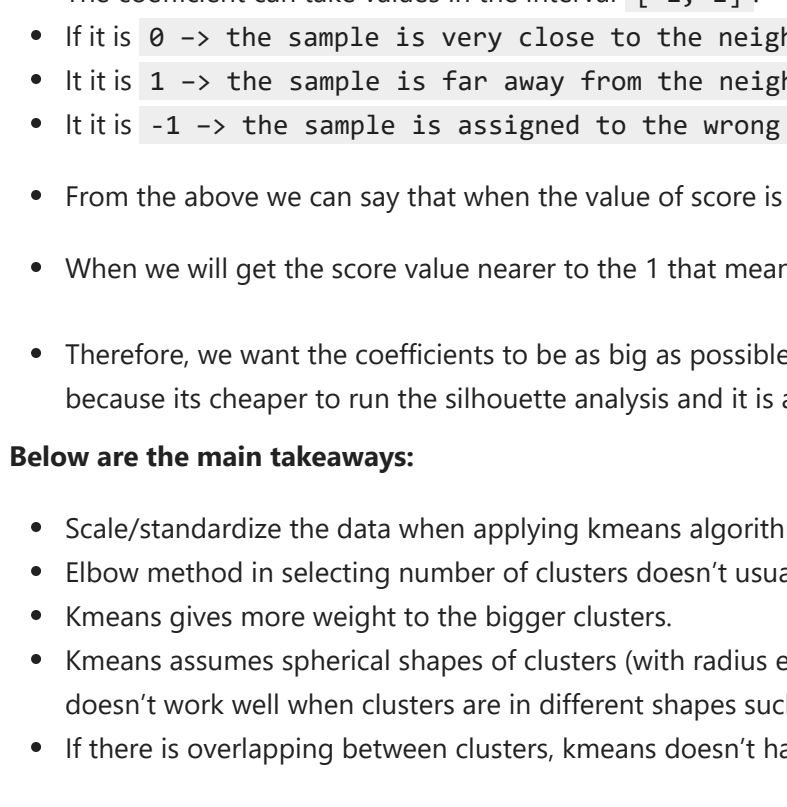 The coefficient can take values in the interval [-1, 1].
If it is 0 –> the sample is very close to the
It it is 1 –> the sample is far away from the
It it is -1 –> the sample is assigned to the wrong
From the above we can say that when the value of score is
When we will get the score value nearer to the 1 that
Therefore, we want the coefficients to be as big as possible
because its cheaper to run the silhouette analysis and it is
Below are the main takeaways:
Scale/standardize the data when applying kmeans
Elbow method in selecting number of clusters doesn’t
Kmeans gives more weight to the bigger clusters.
Kmeans assumes spherical shapes of clusters (with radius
doesn’t work well when clusters are in different shapes
If there is overlapping between clusters, kmeans doesn’t